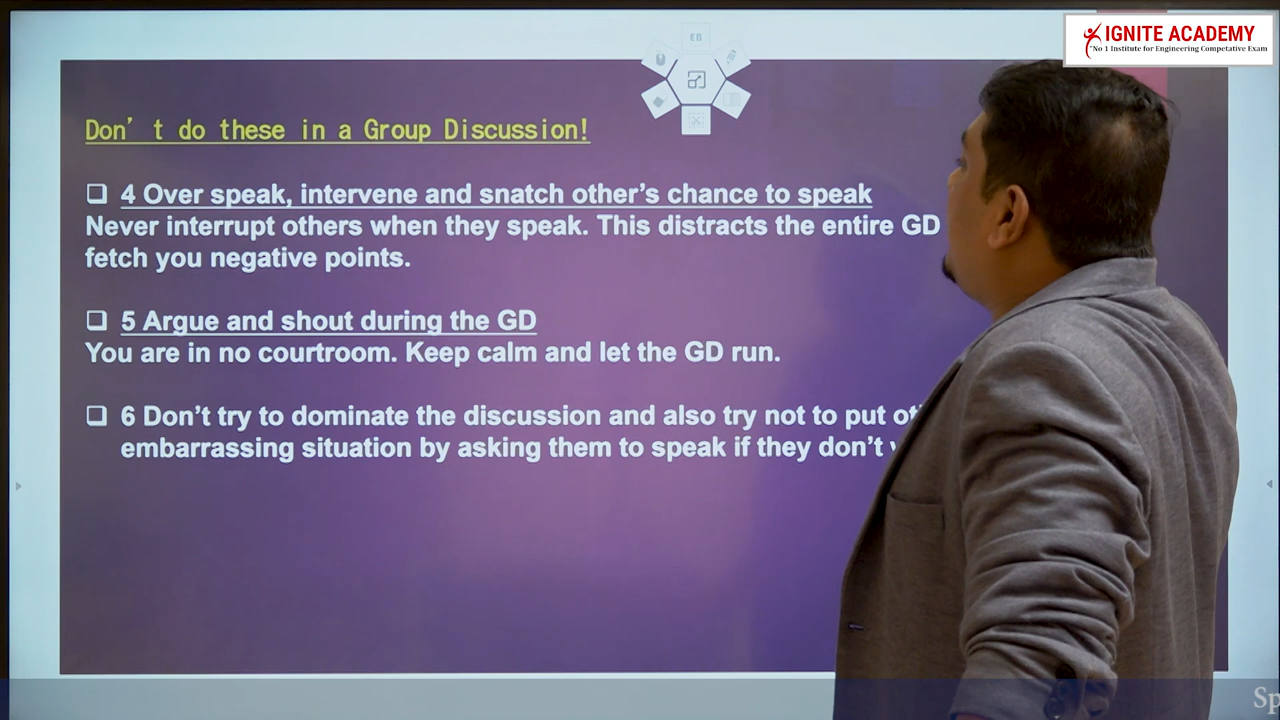 IGNITE ACADEMY
"No 1 Institute for Engineering Competative Exam
EB
Don't do these in a Group Discussion!
4 Over speak, intervene and snatch other's chance to speak
Never interrupt others when they speak. This distracts the entire GD
fetch you negative points.
5 Argue and shout during the GD
You are in no courtroom. Keep calm and let the GD run.
6 Don't try to dominate the discussion and also try not to put
embarrassing situation by asking them to speak if they don't
Sp